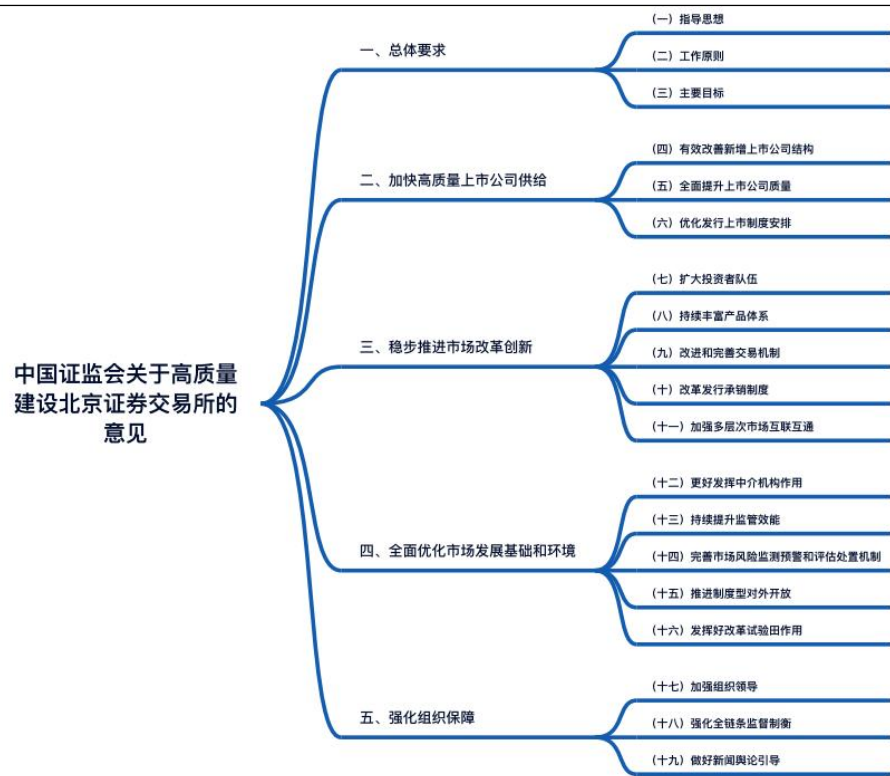 中国证监会关于高质量
建设北京证券交易所的
意见
一、总体要求
（一）指导思想
（二）工作原则
（三）主要目标
二、加快高质量上市公司供给
（四）有效改善新增上市公司结构
（五）全面提升上市公司质量
（六）优化发行上市制度安排
三、稳步推进市场改革创新
（七）扩大投资者队伍
（八）持续丰富产品体系
（九）改进和完善交易机制
（十）改革发行承销制度
（十一）加强多层次市场互联互通
四、全面优化市场发展基础和环境
（十二）更好发挥中介机构作用
（十三）持续提升监管效能
（十四）完善市场风险监测预警和评估处置机制
（十五）推进制度型对外开放
（十六）发挥好改革试验田作用
五、强化组织保障
（十七）加强组织领导
（十八）强化全链条监督制衡
（十九）做好新闻舆论引导